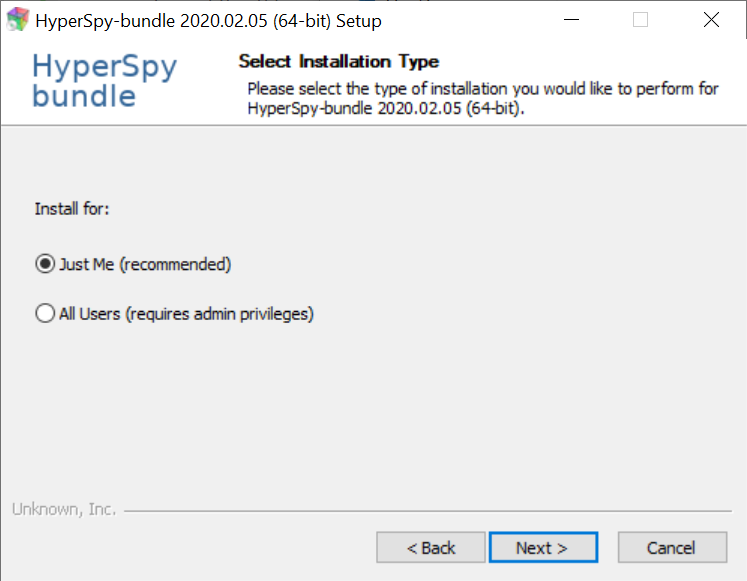 HyperSpy-bundle 2020.02.05 (64-bit) Setup
HyperSpy
bundle
Select Installation Type
Please select the type of installation you would like to perform for
HyperSpy-bundle 2020.02.05 (64-bit).
Install for:
Just Me (recommended)
All Users (requires admin privileges)
Unknown, Inc.
< Back
Next >
Cancel